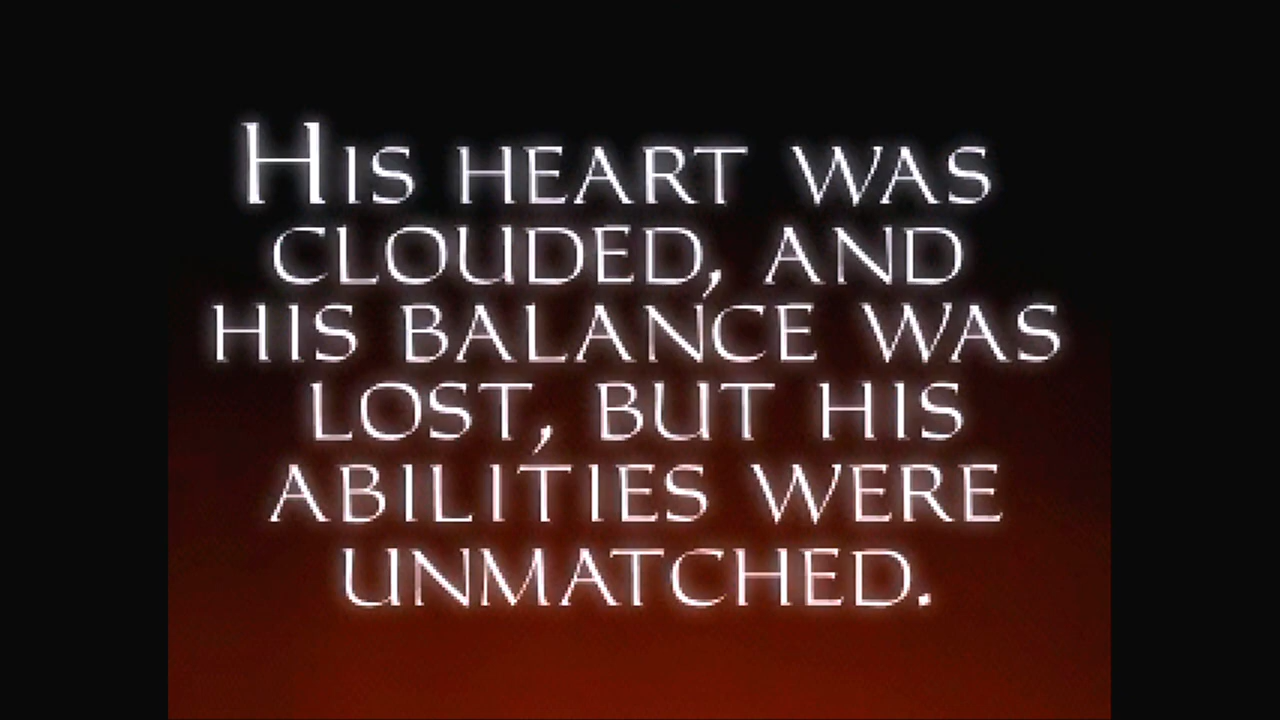 His heart was
clouded, and
his balance was
lost, but his
abilities were
unmatched.